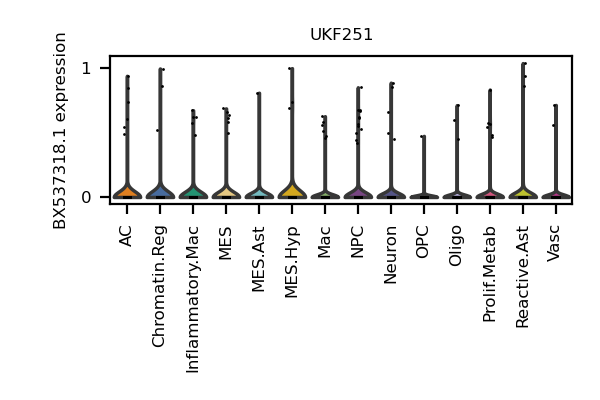 UKF251
BX537318.1 expression
1
0
AC
Chromatin.Reg
Inflammatory.Mac
MES
MES.Ast
MES.Hyp
Mac
NPC
Neuron
OPC
Oligo
Prolif.Metab
Reactive.Ast
Vasc